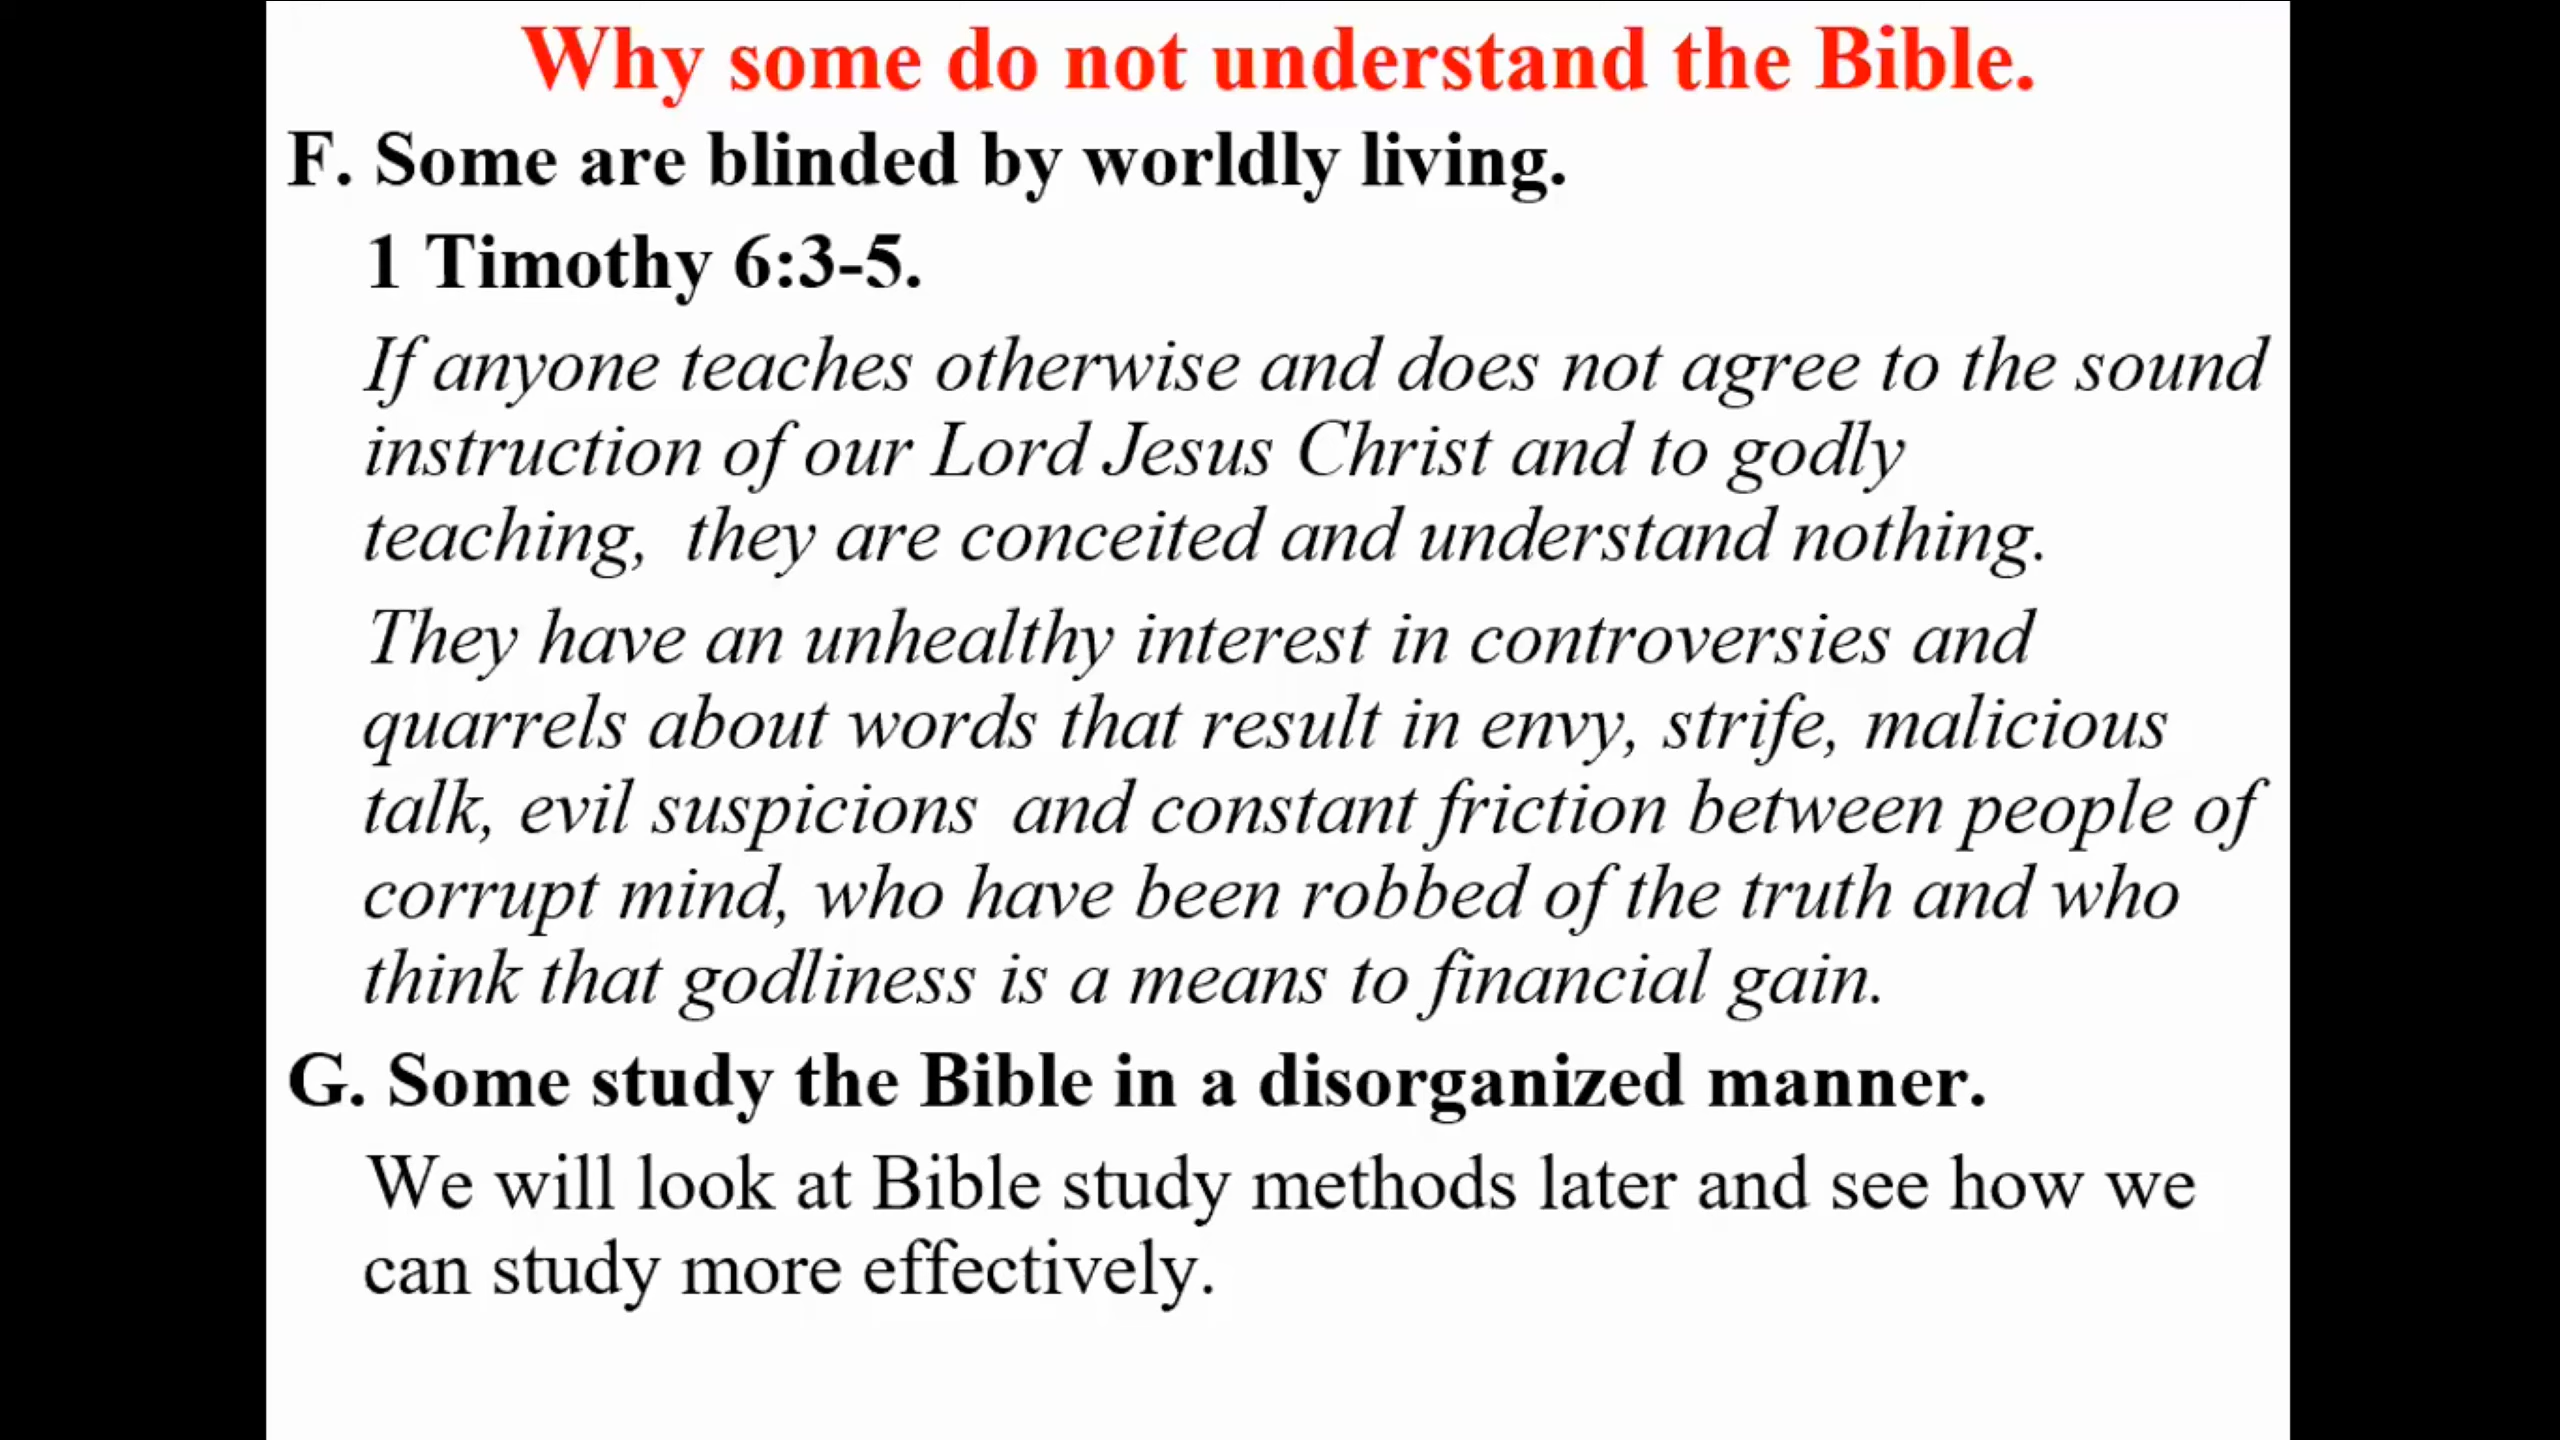 Why some do not understand the Bible.
F. Some are blinded by worldly living.
1 Timothy 6:3-5.
If anyone teaches otherwise and does not agree to the sound
instruction of our Lord Jesus Christ and to godly
teaching,  they are conceited and understand nothing.
They have an unhealthy interest in controversies and
quarrels about words that result in envy, strife, malicious
talk, evil suspicions  and constant friction between people of
corrupt mind, who have been robbed of the truth and who
think that godliness is a means to financial gain.
G. Some study the Bible in a disorganized manner.
We will look at Bible study methods later and see how we
can study more effectively.